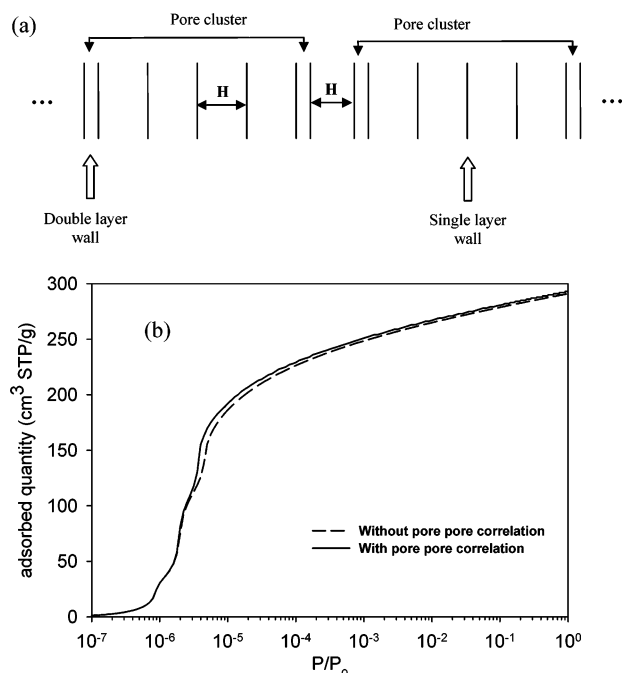 (a)
Pore cluster
Pore cluster
...
H
H
...
Double layer
wall
Single layer
wall
300
(b)
250
200
150
100
50
0
adsorbed quantity (cm³ STP/g)
Without pore pore correlation
With pore pore correlation
10⁻⁷
10⁻⁶
10⁻⁵
10⁻⁴
10⁻³
10⁻²
10⁻¹
10⁰
P/P₀